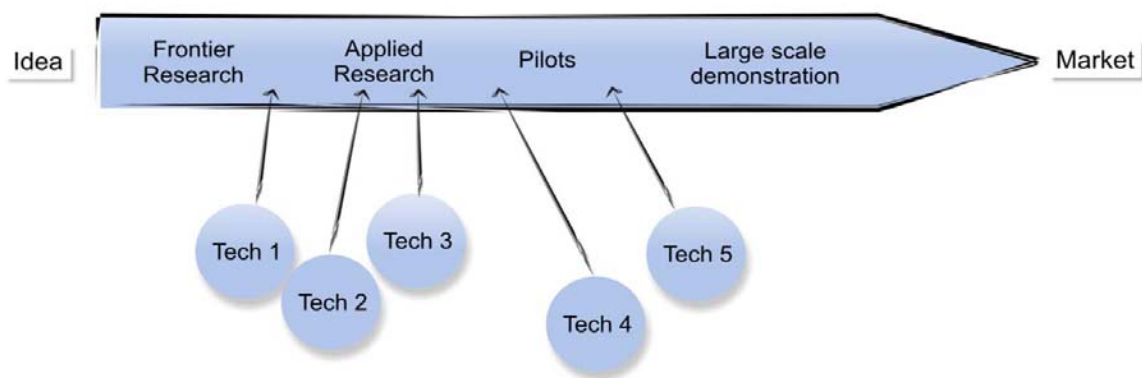 Idea
Frontier
Research
Applied
Research
Pilots
Large scale
demonstration
Market
Tech 1
Tech 2
Tech 3
Tech 4
Tech 5